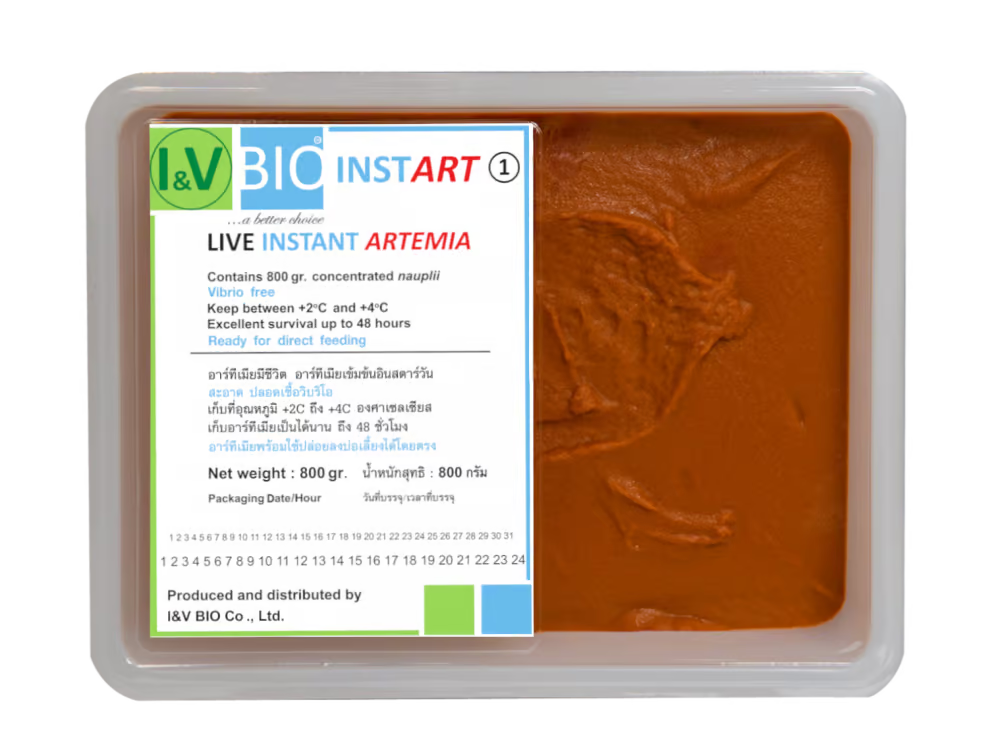 I&V BIO® INSTART 1
...a better choice
LIVE INSTANT ARTEMIA
Contains 800 gr. concentrated nauplii
Vibrio free
Keep between +2°C and +4°C
Excellent survival up to 48 hours
Ready for direct feeding
อาร์ทีเมียมีชีวิต อาร์ทีเมียเข้มข้นอินสตาร์วัน
สะอาด ปลอดเชื้อวิบริโอ
เก็บที่อุณหภูมิ +2C ถึง +4C องศาเซลเซียส
เก็บอาร์ทีเมียเป็นได้นาน ถึง 48 ชั่วโมง
อาร์ทีเมียพร้อมใช้ปล่อยลงบ่อเลี้ยงได้โดยตรง
Net weight : 800 gr. น้ำหนักสุทธิ : 800 กรัม
Packaging Date/Hour วันที่บรรจุ/เวลาที่บรรจุ
1 2 3 4 5 6 7 8 9 10 11 12 13 14 15 16 17 18 19 20 21 22 23 24 25 26 27 28 29 30 31
1 2 3 4 5 6 7 8 9 10 11 12 13 14 15 16 17 18 19 20 21 22 23 24
Produced and distributed by
I&V BIO Co ., Ltd.